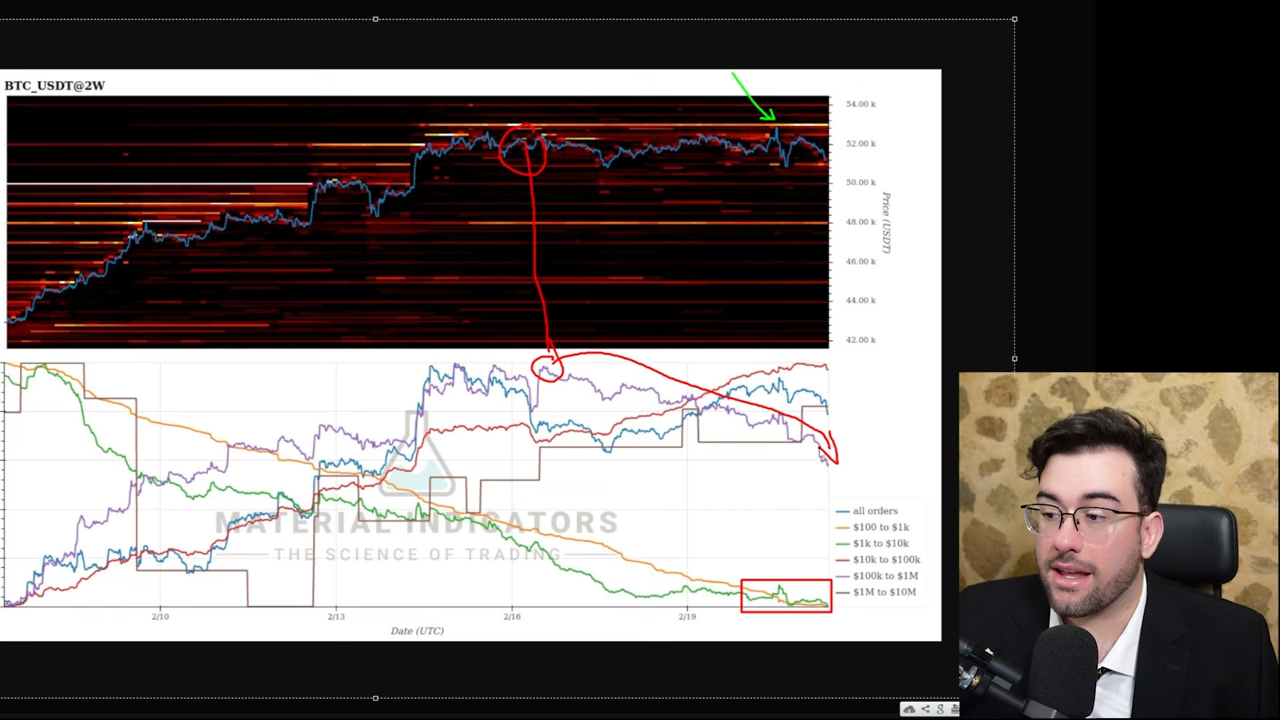 BTC_USDT@2W
54.00 k
52.00 k
50.00 k
48.00 k
46.00 k
44.00 k
42.00 k
Price (USDT)
MATERIAL INDICATORS
THE SCIENCE OF TRADING
all orders
$100 to $1k
$1k to $10k
$10k to $100k
$100k to $1M
$1M to $10M
2/10
2/13
2/16
2/19
Date (UTC)